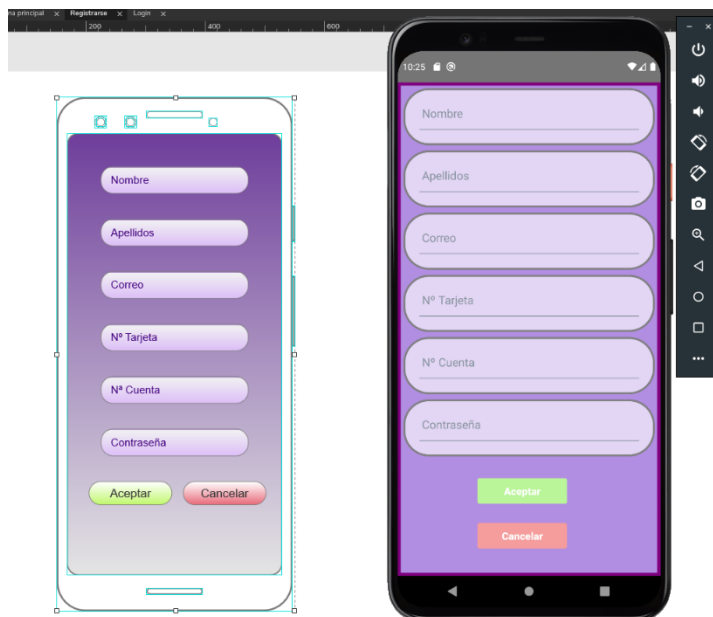 na principal x Registrarse x Login x
200 400 600
Nombre
Apellidos
Correo
Nº Tarjeta
Nª Cuenta
Contraseña
Aceptar Cancelar
10:25
Nombre
Apellidos
Correo
Nº Tarjeta
Nº Cuenta
Contraseña
Aceptar
Cancelar